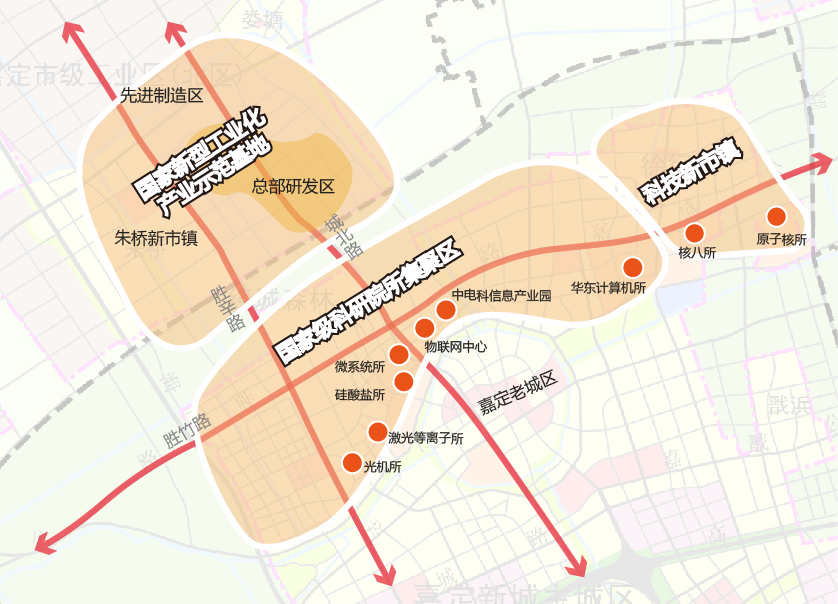 娄塘
嘉定市级工业区(北区)
先进制造区
国家新型工业化
产业示范基地
总部研发区
朱桥新市镇
城北路
科技新市镇
原子核所
核八所
华东计算机所
国家级科研院所集聚区
胜辛路
城森林
中电科信息产业园
物联网中心
微系统所
硅酸盐所
嘉定老城区
胜竹路
激光等离子所
光机所
戬浜
嘉定新城主城区